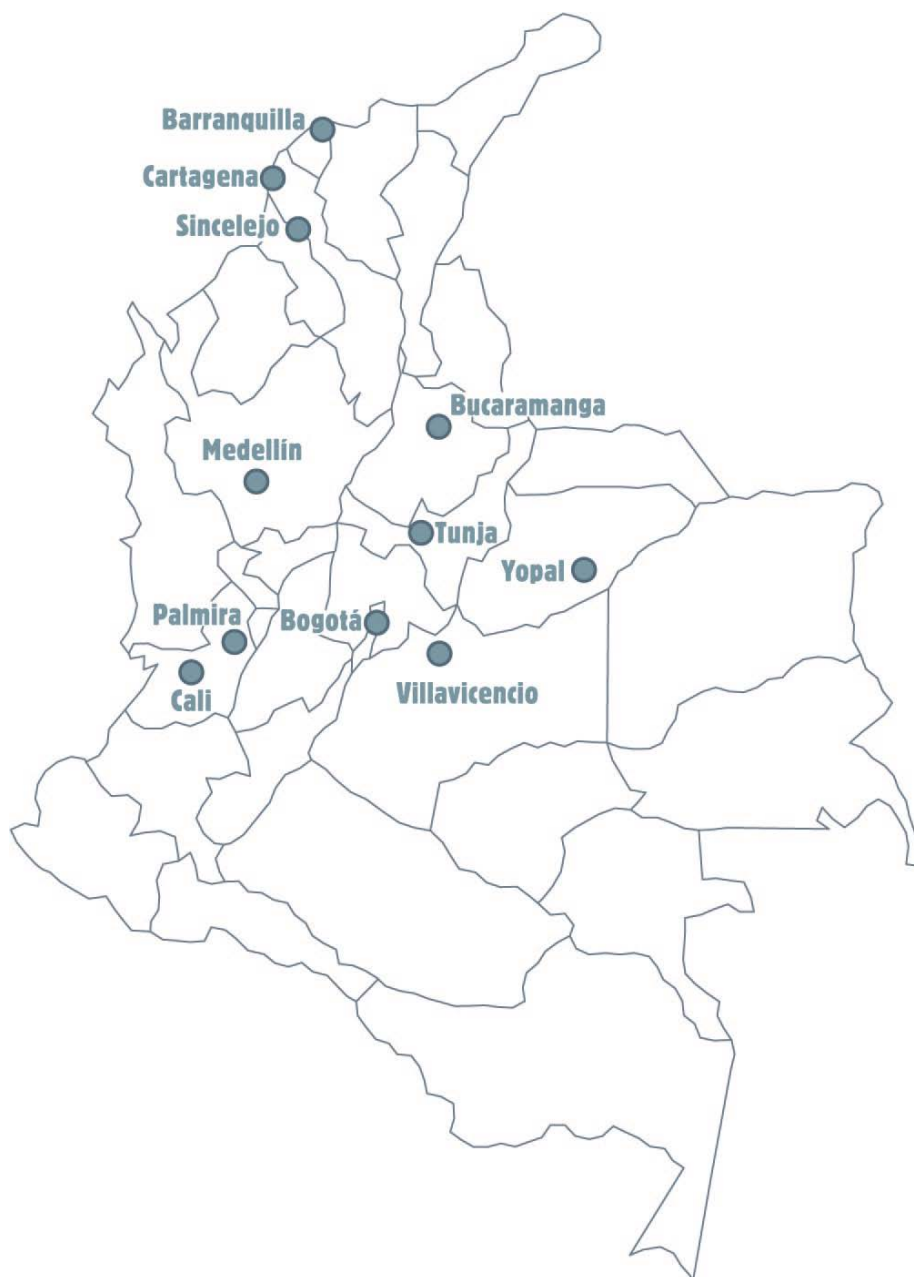 Barranquilla
Cartagena
Sincelejo
Bucaramanga
Medellín
Tunja
Yopal
Palmira
Bogotá
Cali
Villavicencio